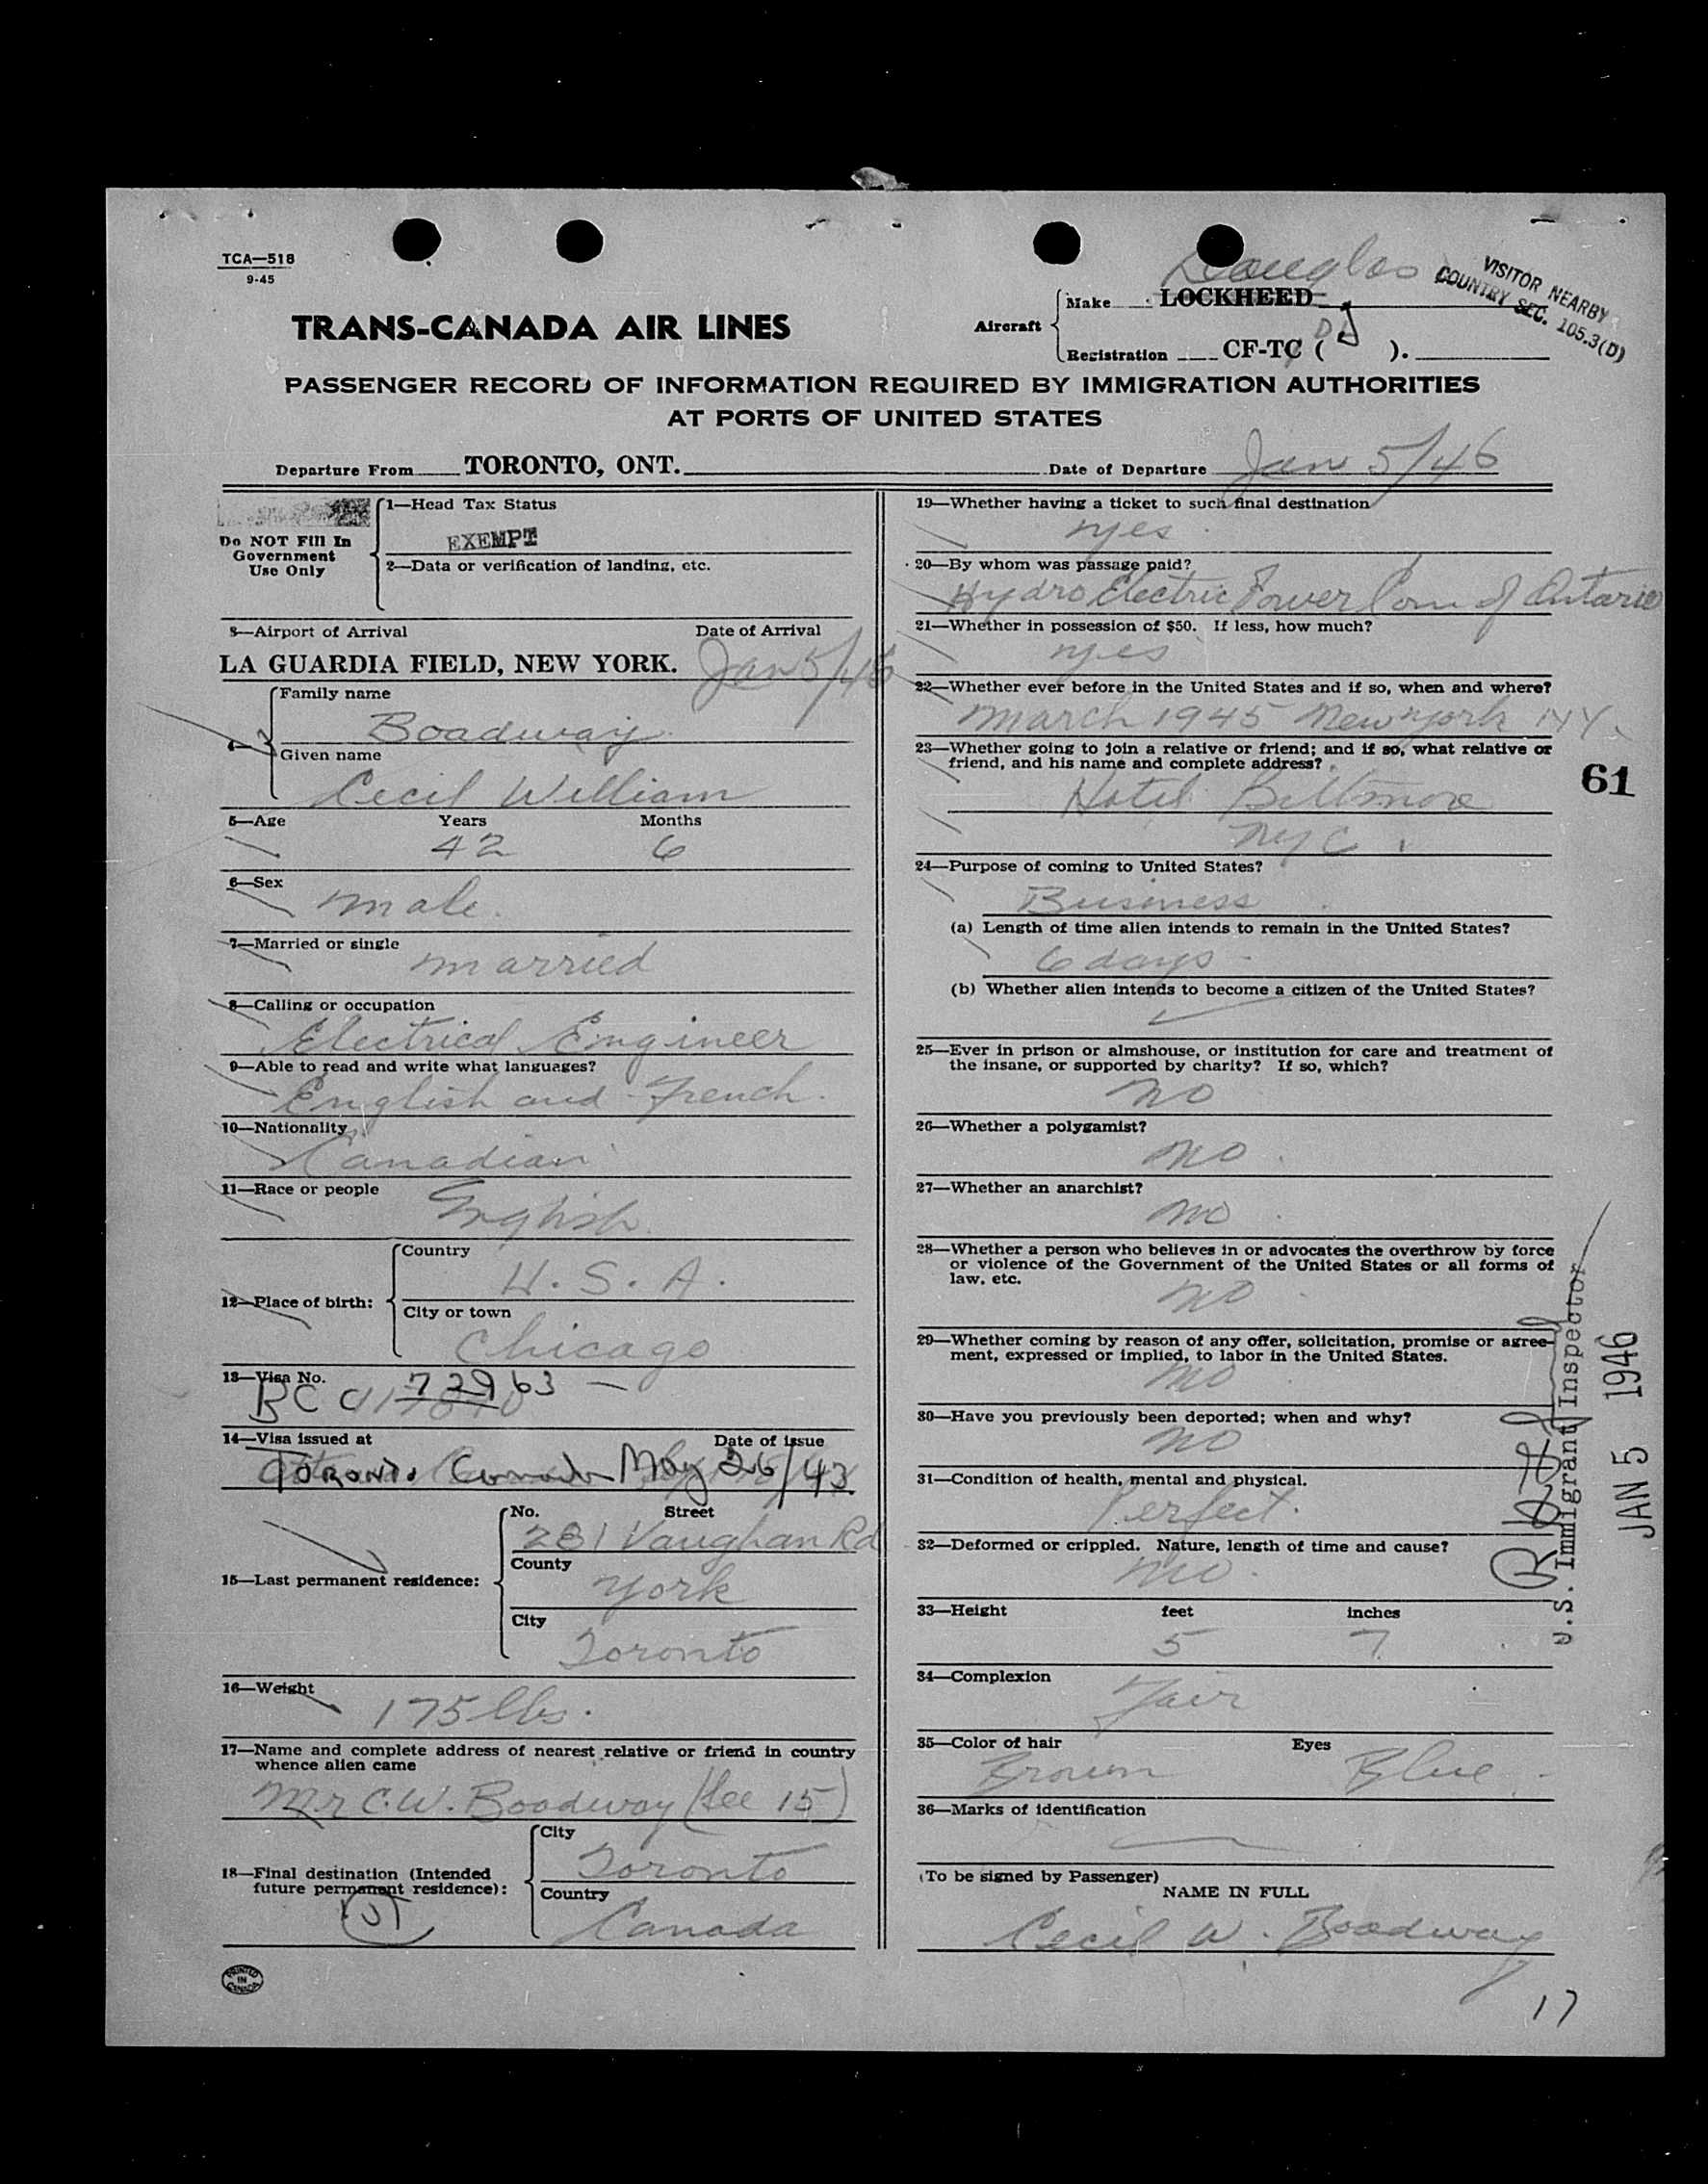 TCA—518
9-45
TRANS-CANADA AIR LINES
Aircraft
Douglas
Make LOCKHEED
Registration CF-TC ( DJ ).
VISITOR NEARBY
COUNTRY SEC. 105.3(D)
PASSENGER RECORD OF INFORMATION REQUIRED BY IMMIGRATION AUTHORITIES
AT PORTS OF UNITED STATES
Departure From TORONTO, ONT. Date of Departure Jan 5/46
Do NOT Fill In
Government
Use Only
1—Head Tax Status
EXEMPT
2—Data or verification of landing, etc.
3—Airport of Arrival Date of Arrival
LA GUARDIA FIELD, NEW YORK. Jan 5/46
4—
Family name
Boadway
Given name
Cecil William
5—Age Years Months
42 6
6—Sex
male.
7—Married or single
married
8—Calling or occupation
Electrical Engineer
9—Able to read and write what languages?
English and French.
10—Nationality
Canadian
11—Race or people
English.
12—Place of birth:
Country
U. S. A.
City or town
Chicago
13—Visa No.
BCC 72963 —
14—Visa issued at Date of issue
TORONTO Canada May 26/43
15—Last permanent residence:
No. Street
281 Vaughan Rd
County
York
City
Toronto
16—Weight
175 lbs.
17—Name and complete address of nearest relative or friend in country
whence alien came
Mr C.W. Boadway (See 15)
18—Final destination (Intended
future permanent residence):
City
Toronto
Country
Canada
PRINTED
IN
CANADA
19—Whether having a ticket to such final destination
yes.
20—By whom was passage paid?
Hydro Electric Power Com of Ontario
21—Whether in possession of $50. If less, how much?
yes
22—Whether ever before in the United States and if so, when and where?
March 1945 New York NY.
23—Whether going to join a relative or friend; and if so, what relative or
friend, and his name and complete address?
Hotel Biltmore
NYC.
61
24—Purpose of coming to United States?
Business.
(a) Length of time alien intends to remain in the United States?
6 days -
(b) Whether alien intends to become a citizen of the United States?
25—Ever in prison or almshouse, or institution for care and treatment of
the insane, or supported by charity? If so, which?
no
26—Whether a polygamist?
no.
27—Whether an anarchist?
no.
28—Whether a person who believes in or advocates the overthrow by force
or violence of the Government of the United States or all forms of
law, etc.
no.
29—Whether coming by reason of any offer, solicitation, promise or agree-
ment, expressed or implied, to labor in the United States.
no
30—Have you previously been deported; when and why?
no
31—Condition of health, mental and physical.
Perfect.
32—Deformed or crippled. Nature, length of time and cause?
no.
33—Height feet inches
5 7
34—Complexion
Fair
35—Color of hair Eyes
Brown Blue.
36—Marks of identification
(To be signed by Passenger)
NAME IN FULL
Cecil W. Boadway
U.S. Immigrant Inspector
JAN 5 1946
17